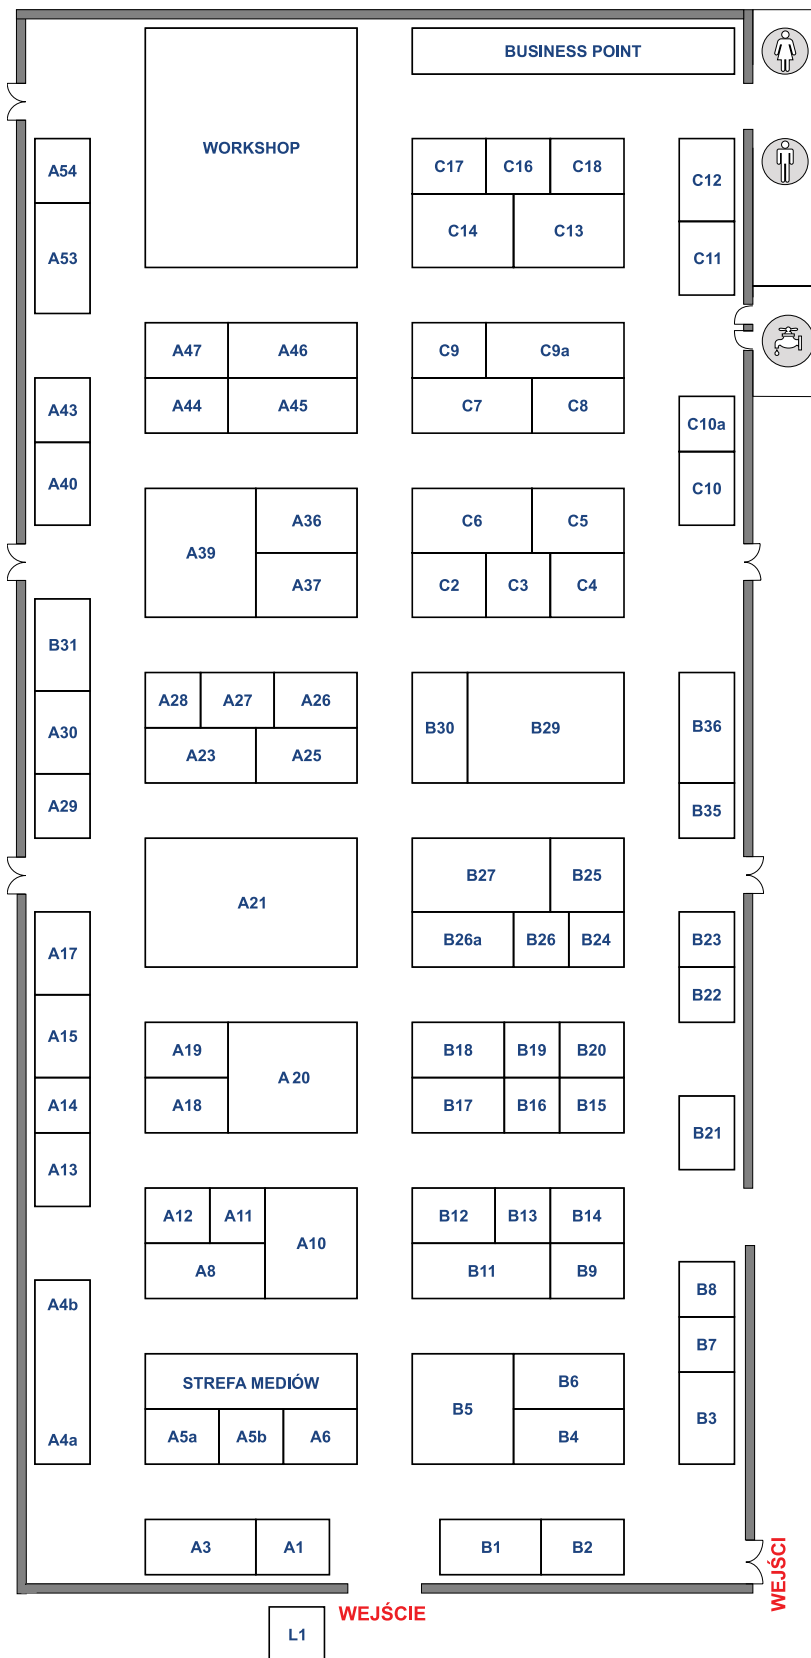 BUSINESS POINT
WORKSHOP
A54
C17 C16 C18
C12
C14 C13
A53
C11
A47 A46
C9 C9a
A44 A45
C7 C8
A43
C10a
A40
C10
A39 A36
C6 C5
A37
C2 C3 C4
B31
A28 A27 A26
B30 B29
B36
A30
A23 A25
A29
B35
A21
B27 B25
B26a B26 B24
A17
B23
B22
A15
A19 A20
B18 B19 B20
A14
A18
B17 B16 B15
A13
B21
A12 A11 A10
B12 B13 B14
A8
B11 B9
A4b
B8
B7
STREFA MEDIÓW
B5 B6
A5a A5b A6
B4
B3
A4a
A3 A1
B1 B2
WEJŚCI
WEJŚCIE
L1